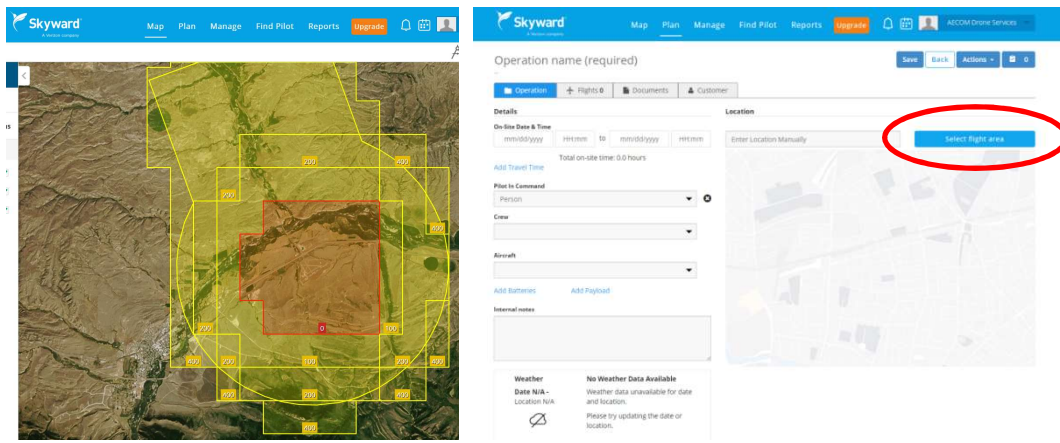 Skyward
A Verizon company
Map Plan Manage Find Pilot Reports Upgrade
200 400
200
400
200 0 100
400 200 100 200 400
400 200 200 400
400
Skyward
A Verizon company
Map Plan Manage Find Pilot Reports Upgrade AECOM Drone Services
Operation name (required)
Save Back Actions 0
Operation Flights 0 Documents Customer
Details
Location
On-Site Date & Time
mm/dd/yyyy HH:mm to mm/dd/yyyy HH:mm
Enter Location Manually
Select flight area
Total on-site time: 0.0 hours
Add Travel Time
Pilot In Command
Person
Crew
Aircraft
Add Batteries Add Payload
Internal notes
Weather
No Weather Data Available
Date N/A -
Location N/A
Weather data unavailable for date
and location.
Please try updating the date or
location.